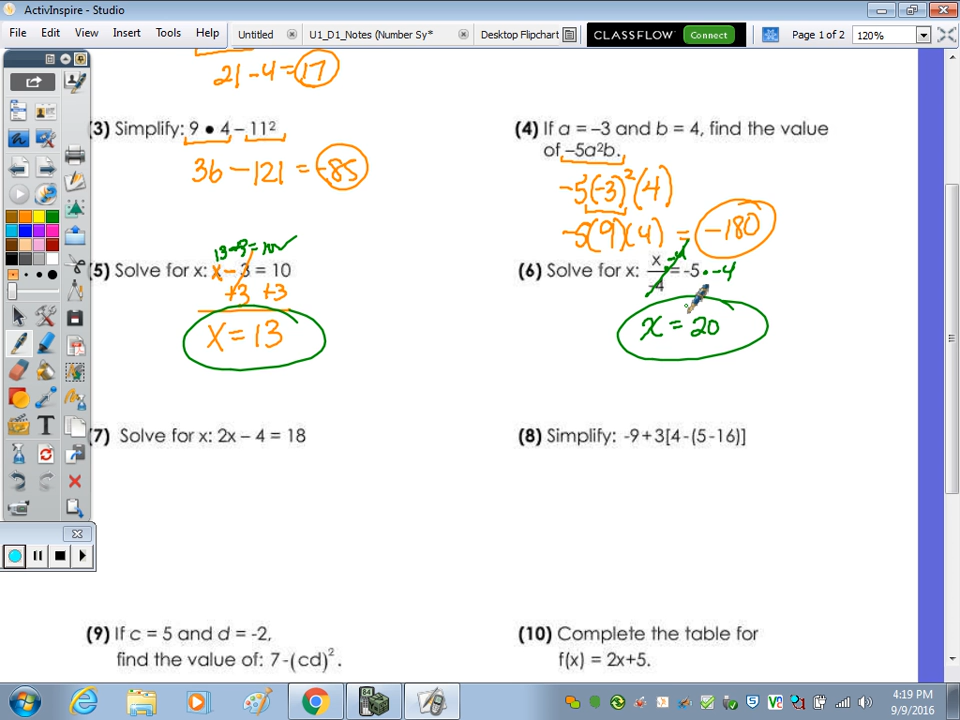 ActivInspire - Studio
File Edit View Insert Tools Help Untitled U1_D1_Notes (Number Sy* Desktop Flipchart CLASSFLOW Connect Page 1 of 2 120%
21 - 4 = 17
(3) Simplify: 9 • 4 – 11²
36 - 121 = -85
(4) If a = –3 and b = 4, find the value
of –5a²b.
-5(-3)²(4)
-5(9)(4) = -180
13-3=10✓
(5) Solve for x: x – 3 = 10
+3 +3
x = 13
(6) Solve for x: x/-4 = -5 • -4
•-4
x = 20
(7) Solve for x: 2x – 4 = 18
(8) Simplify: -9+3[4-(5-16)]
(9) If c = 5 and d = -2,
find the value of: 7-(cd)².
(10) Complete the table for
f(x) = 2x+5.
4:19 PM
9/9/2016